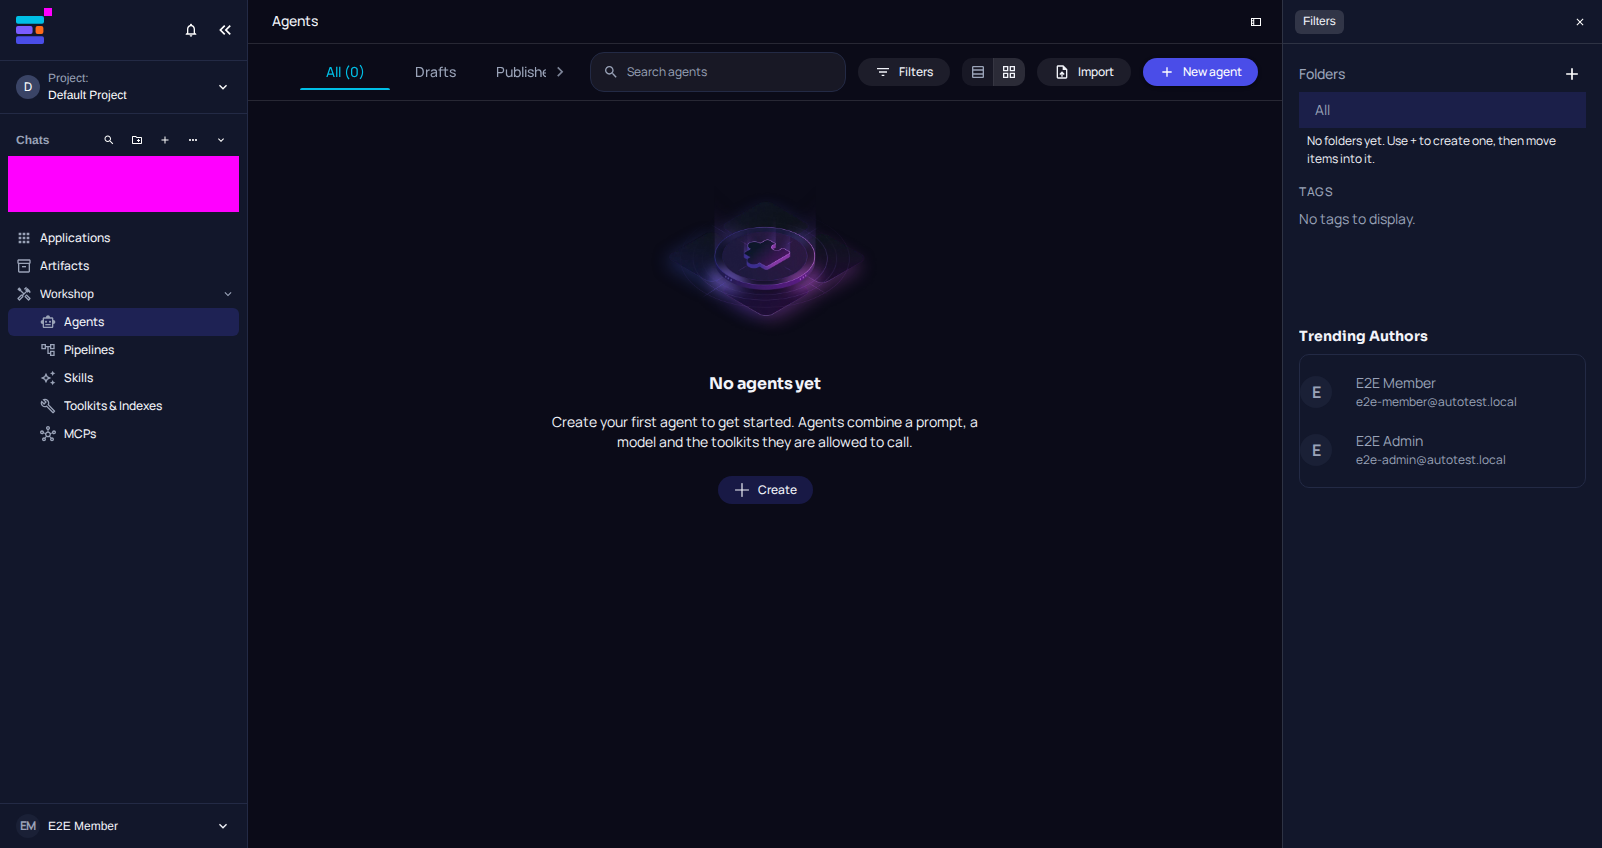 Agents
Project:
Default Project
D
Chats
Applications
Artifacts
Workshop
Agents
Pipelines
Skills
Toolkits & Indexes
MCPs
EM
E2E Member
All (0)
Drafts
Publishe
Search agents
Filters
Import
New agent
No agents yet
Create your first agent to get started. Agents combine a prompt, a
model and the toolkits they are allowed to call.
Create
Filters
Folders
All
No folders yet. Use + to create one, then move
items into it.
TAGS
No tags to display.
Trending Authors
E
E2E Member
e2e-member@autotest.local
E
E2E Admin
e2e-admin@autotest.local